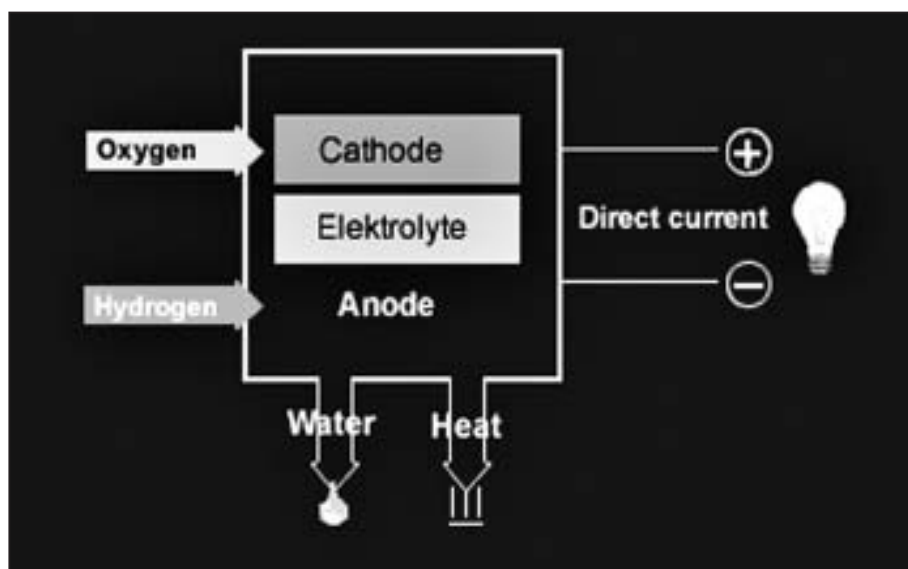 Oxygen
Cathode
Elektrolyte
Direct current
Hydrogen
Anode
Water
Heat